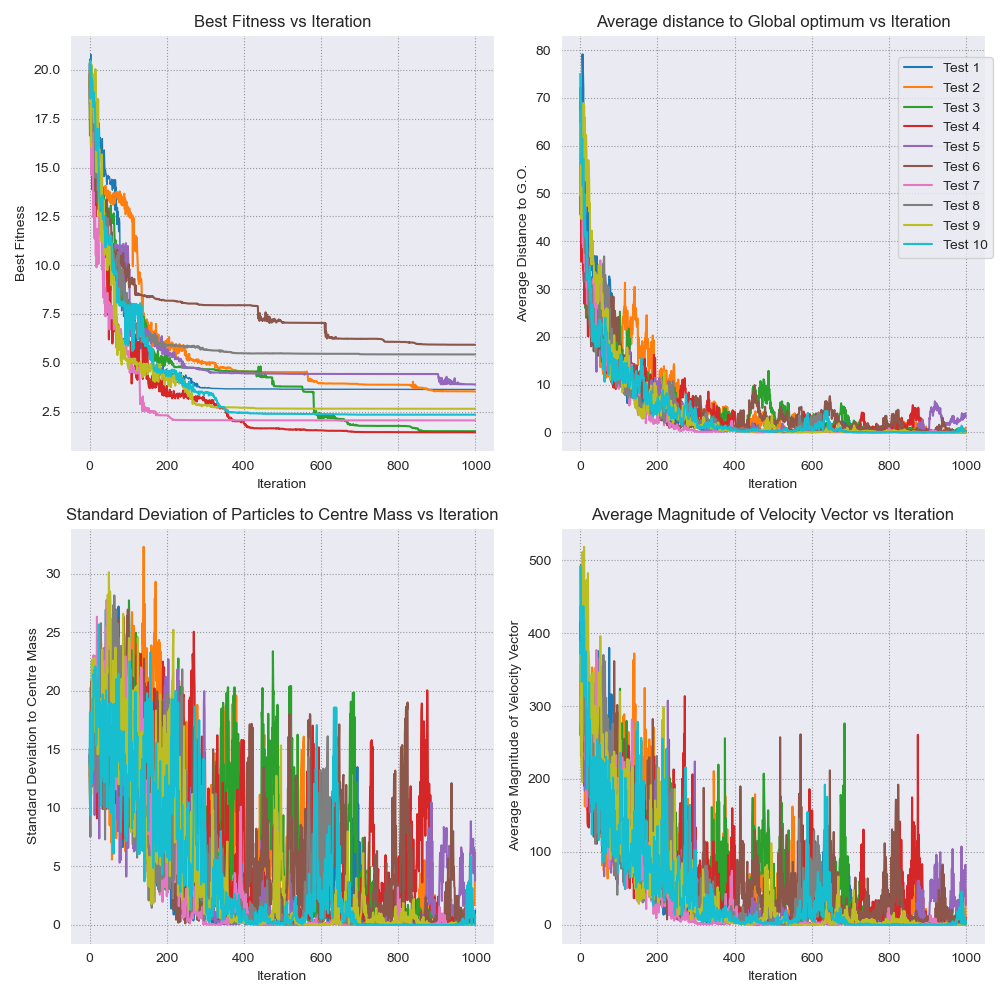 Best Fitness vs Iteration
Best Fitness
20.0
17.5
15.0
12.5
10.0
7.5
5.0
2.5
0 200 400 600 800 1000
Iteration
Average distance to Global optimum vs Iteration
Average Distance to G.O.
80
70
60
50
40
30
20
10
0
0 200 400 600 800 1000
Iteration
Test 1
Test 2
Test 3
Test 4
Test 5
Test 6
Test 7
Test 8
Test 9
Test 10
Standard Deviation of Particles to Centre Mass vs Iteration
Standard Deviation to Centre Mass
30
25
20
15
10
5
0
0 200 400 600 800 1000
Iteration
Average Magnitude of Velocity Vector vs Iteration
Average Magnitude of Velocity Vector
500
400
300
200
100
0
0 200 400 600 800 1000
Iteration